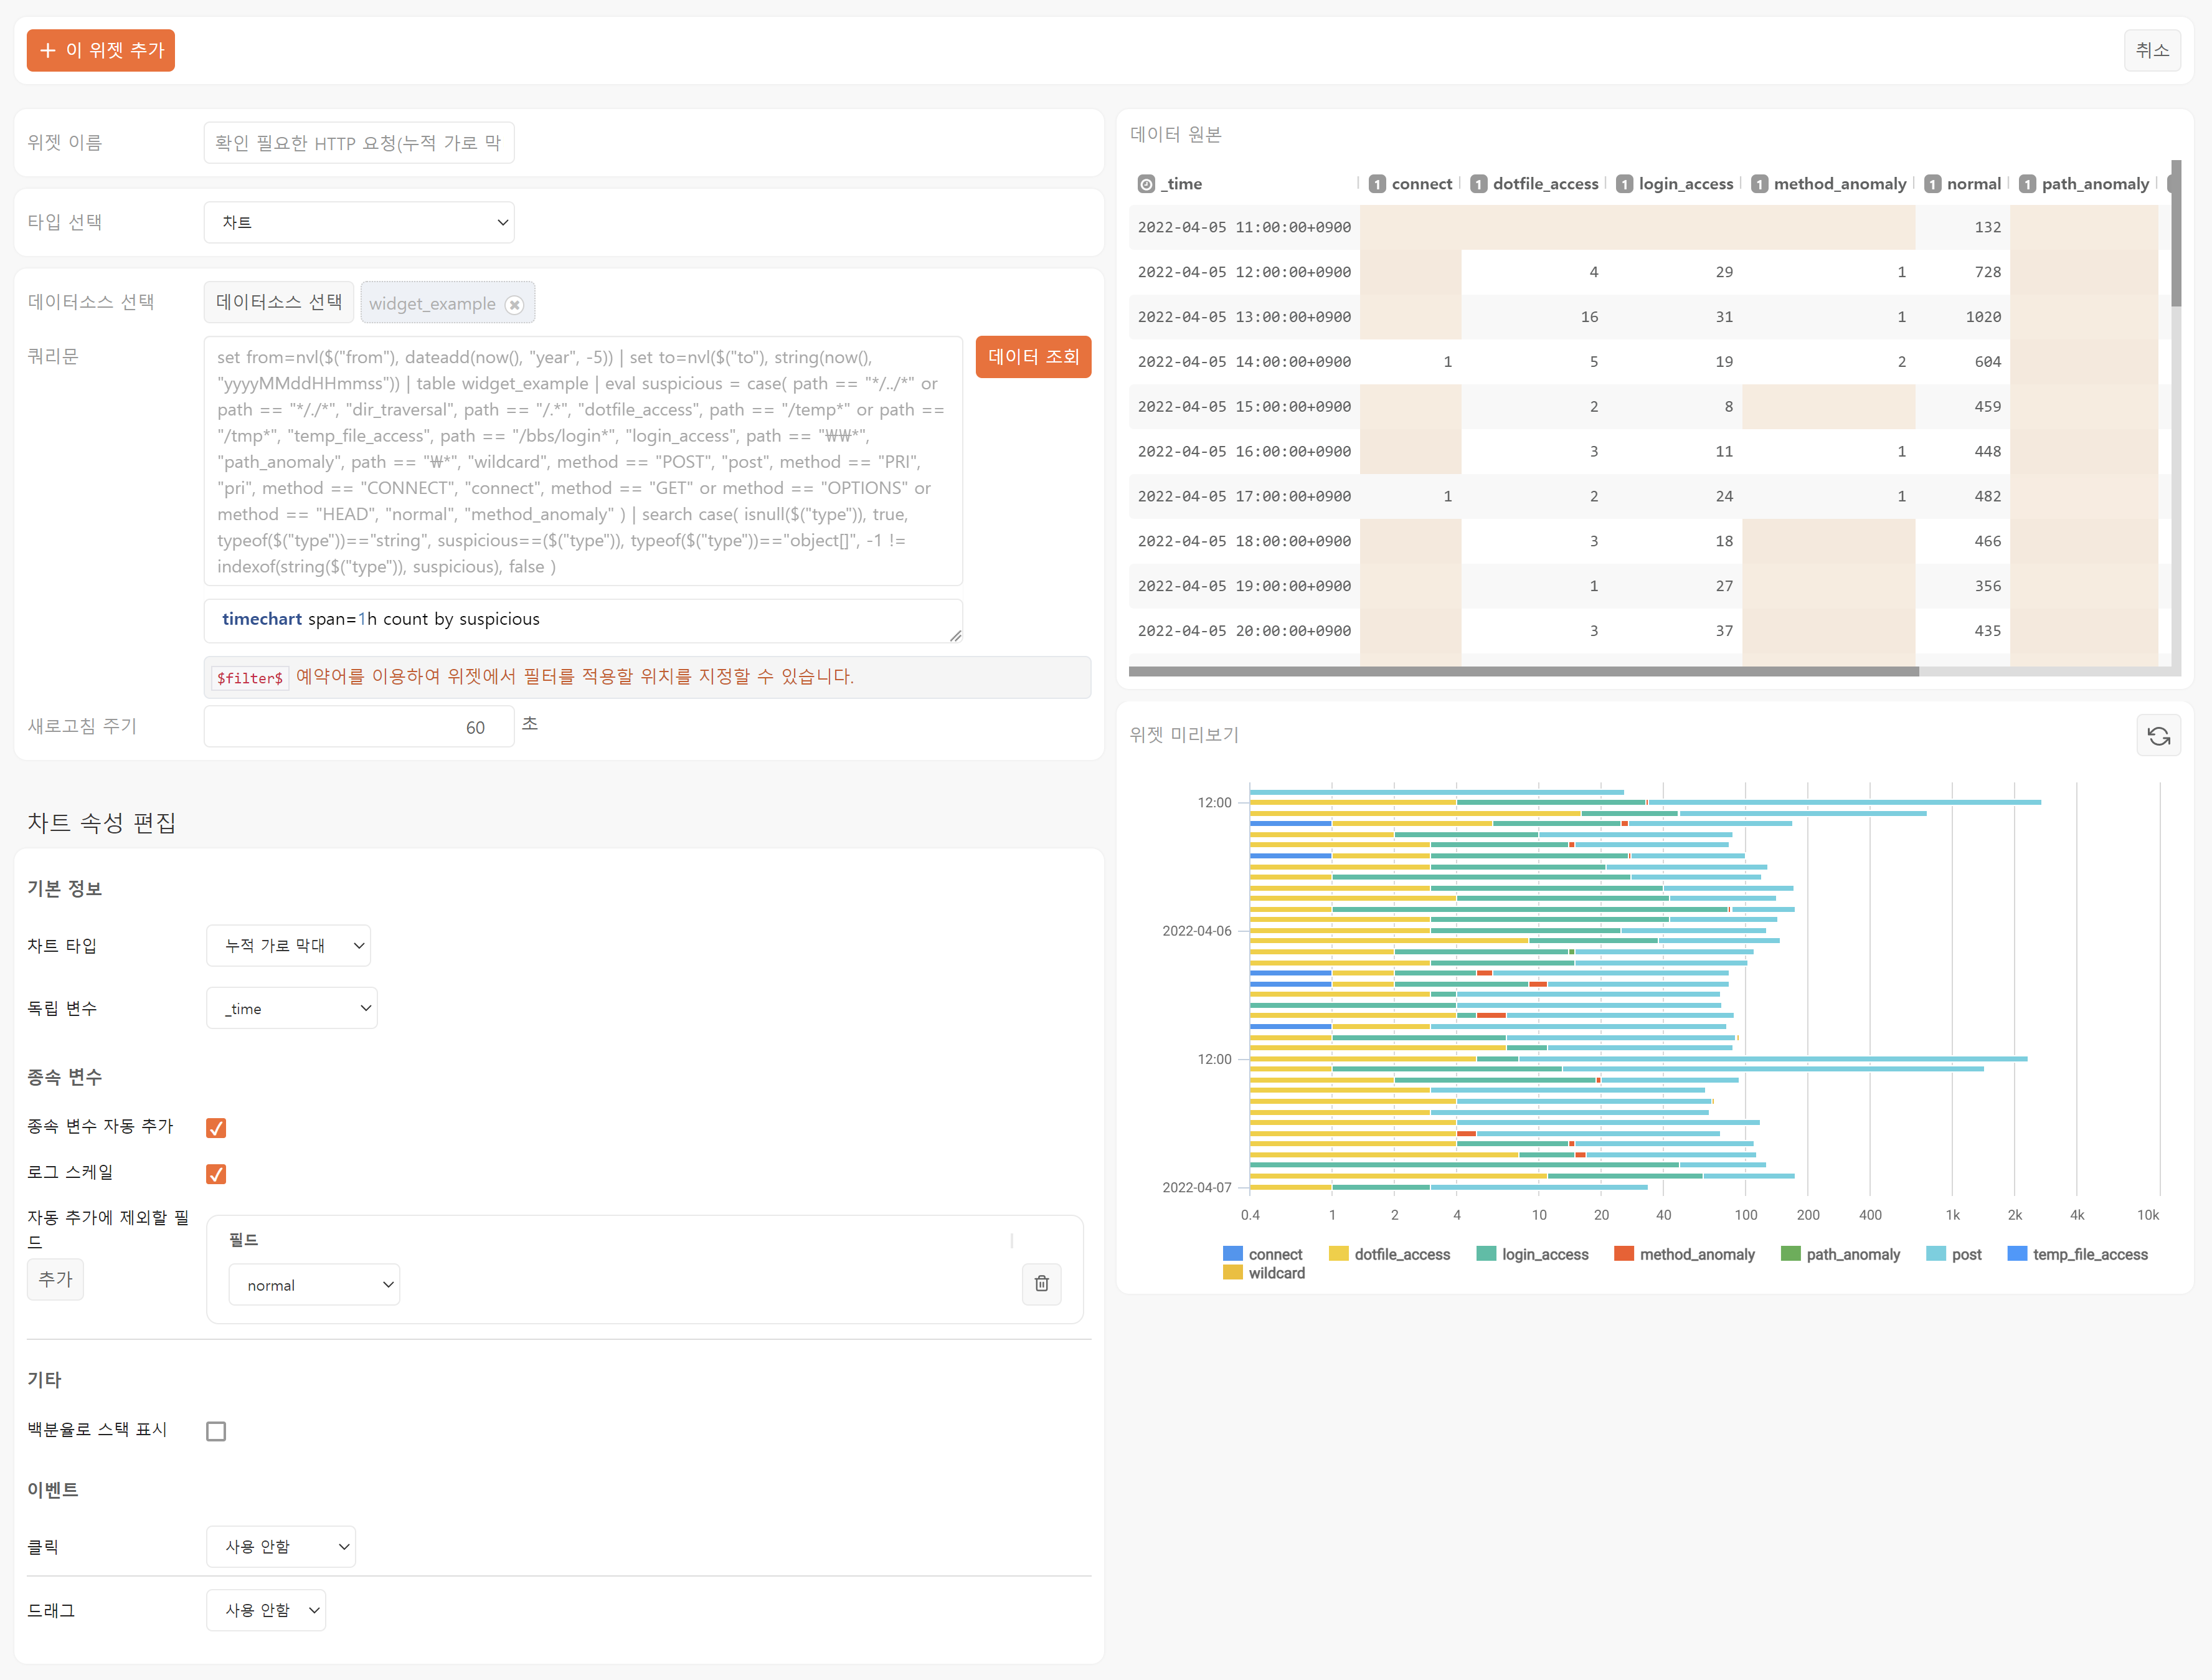 이 위젯 추가
취소
위젯 이름
확인 필요한 HTTP 요청(누적 가로 막
타입 선택
차트
데이터소스 선택
데이터소스 선택
widget_example
쿼리문
set from=nvl($("from"), dateadd(now(), "year", -5)) | set to=nvl($("to"), string(now(),
"yyyyMMddHHmmss")) | table widget_example | eval suspicious = case( path == "*/../*" or
path == "*/./*", "dir_traversal", path == "/.*", "dotfile_access", path == "/temp*" or path ==
"/tmp*", "temp_file_access", path == "/bbs/login*", "login_access", path == "₩₩*",
"path_anomaly", path == "₩*", "wildcard", method == "POST", "post", method == "PRI",
"pri", method == "CONNECT", "connect", method == "GET" or method == "OPTIONS" or
method == "HEAD", "normal", "method_anomaly" ) | search case( isnull($("type")), true,
typeof($("type"))=="string", suspicious==($("type")), typeof($("type"))=="object[]", -1 !=
indexof(string($("type")), suspicious), false )
데이터 조회
timechart span=1h count by suspicious
$filter$ 예약어를 이용하여 위젯에서 필터를 적용할 위치를 지정할 수 있습니다.
새로고침 주기
60 초
차트 속성 편집
기본 정보
차트 타입
누적 가로 막대
독립 변수
_time
종속 변수
종속 변수 자동 추가
로그 스케일
자동 추가에 제외할 필
드
추가
필드
normal
기타
백분율로 스택 표시
이벤트
클릭
사용 안함
드래그
사용 안함
데이터 원본
_time 1 connect 1 dotfile_access 1 login_access 1 method_anomaly 1 normal 1 path_anomaly
2022-04-05 11:00:00+0900 132
2022-04-05 12:00:00+0900 4 29 1 728
2022-04-05 13:00:00+0900 16 31 1 1020
2022-04-05 14:00:00+0900 1 5 19 2 604
2022-04-05 15:00:00+0900 2 8 459
2022-04-05 16:00:00+0900 3 11 1 448
2022-04-05 17:00:00+0900 1 2 24 1 482
2022-04-05 18:00:00+0900 3 18 466
2022-04-05 19:00:00+0900 1 27 356
2022-04-05 20:00:00+0900 3 37 435
위젯 미리보기
12:00
2022-04-06
12:00
2022-04-07
0.4 1 2 4 10 20 40 100 200 400 1k 2k 4k 10k
connect dotfile_access login_access method_anomaly path_anomaly post temp_file_access
wildcard